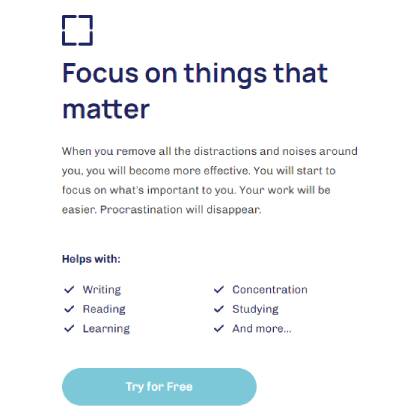 Focus on things that
matter
When you remove all the distractions and noises around
you, you will become more effective. You will start to
focus on what's important to you. Your work will be
easier. Procrastination will disappear.
Helps with:
Writing
Reading
Learning
Concentration
Studying
And more...
Try for Free